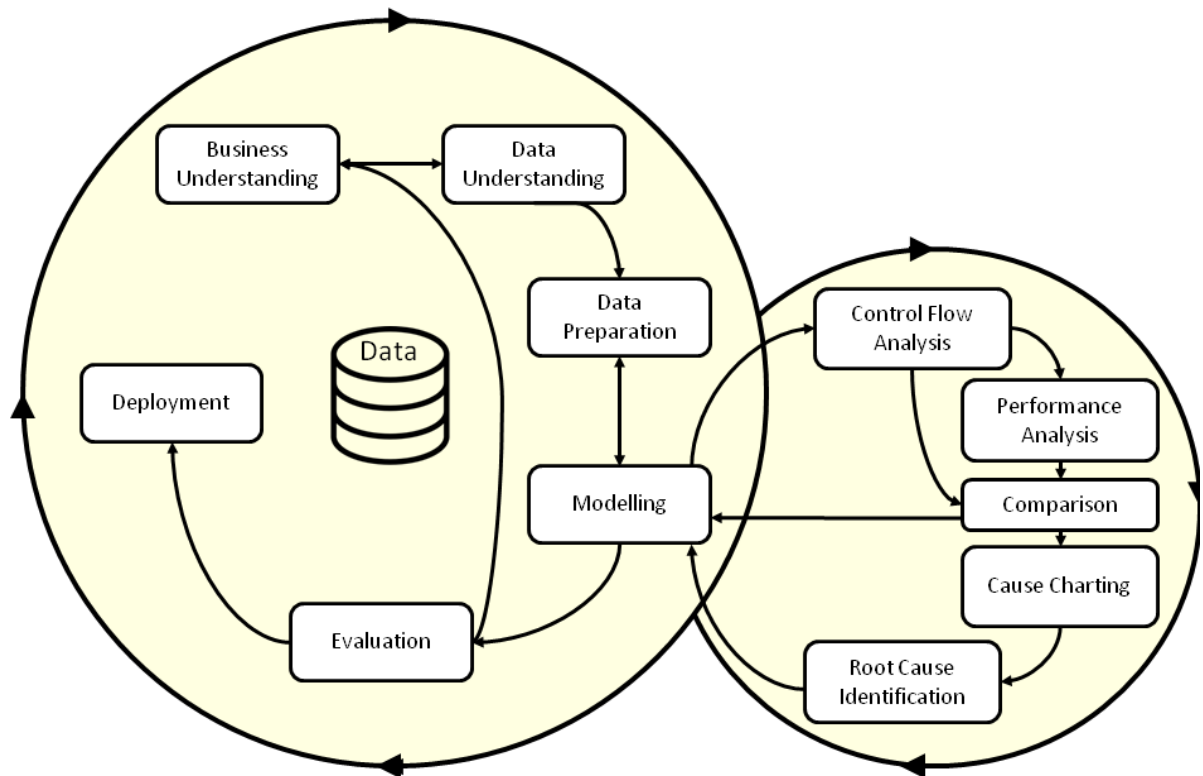 Business
Understanding
Data
Understanding
Data
Preparation
Data
Deployment
Modelling
Evaluation
Control Flow
Analysis
Performance
Analysis
Comparison
Cause Charting
Root Cause
Identification